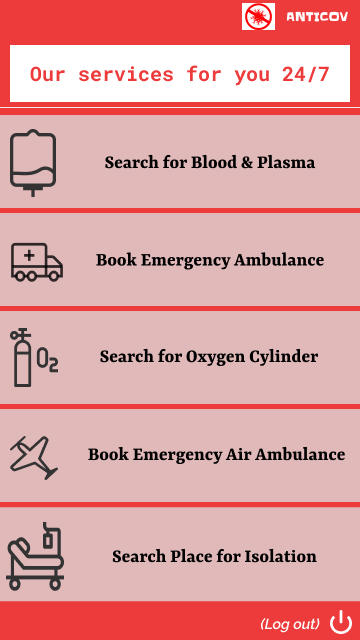 ANTICOV
Our services for you 24/7
Search for Blood & Plasma
Book Emergency Ambulance
Search for Oxygen Cylinder
O2
Book Emergency Air Ambulance
Search Place for Isolation
(Log out)